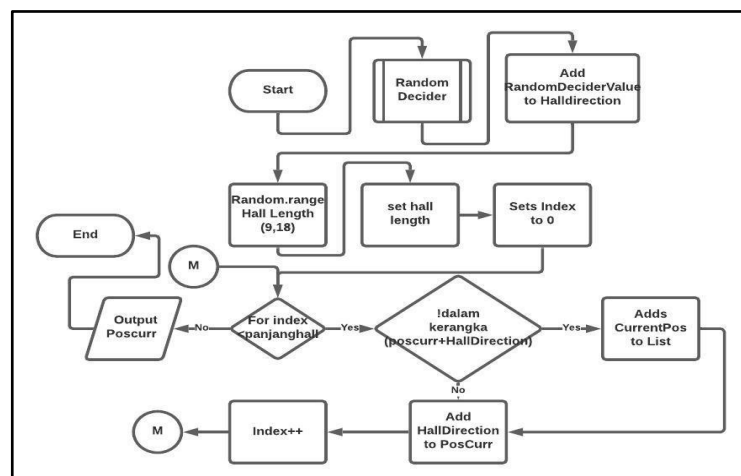 Start
Random
Decider
Add
RandomDeciderValue
to Halldirection
Random.range
Hall Length
(9,18)
set hall
length
Sets Index
to 0
End
M
Output
Poscurr
No
For index
<panjanghall
Yes
!dalam
kerangka
(poscurr+HallDirection)
Yes
Adds
CurrentPos
to List
No
M
Index++
Add
HallDirection
to PosCurr